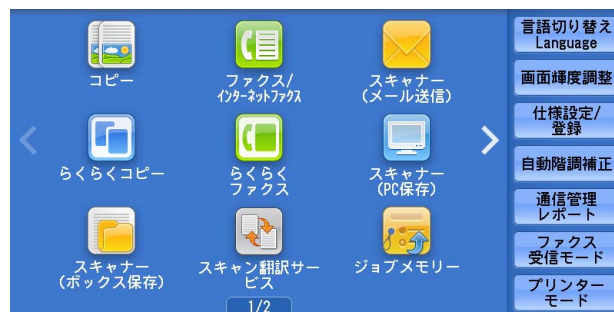 コピー
ファクス/
インターネットファクス
スキャナー
(メール送信)
らくらくコピー
らくらく
ファクス
スキャナー
(PC保存)
スキャナー
(ボックス保存)
スキャン翻訳サー
ビス
ジョブメモリー
1/2
言語切り替え
Language
画面輝度調整
仕様設定/
登録
自動階調補正
通信管理
レポート
ファクス
受信モード
プリンター
モード